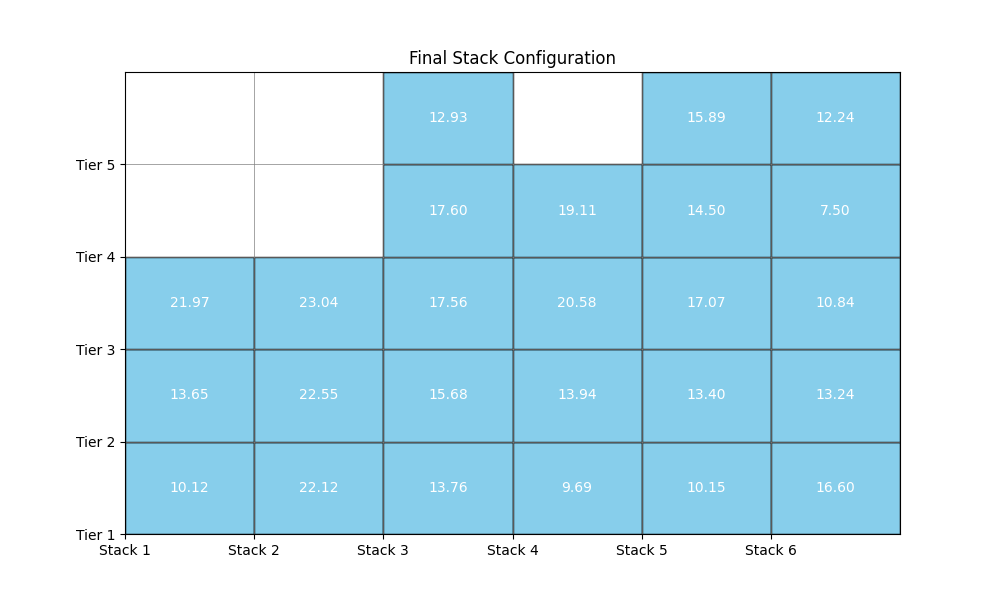 Final Stack Configuration
12.93 15.89 12.24
Tier 5
17.60 19.11 14.50 7.50
Tier 4
21.97 23.04 17.56 20.58 17.07 10.84
Tier 3
13.65 22.55 15.68 13.94 13.40 13.24
Tier 2
10.12 22.12 13.76 9.69 10.15 16.60
Tier 1
Stack 1 Stack 2 Stack 3 Stack 4 Stack 5 Stack 6